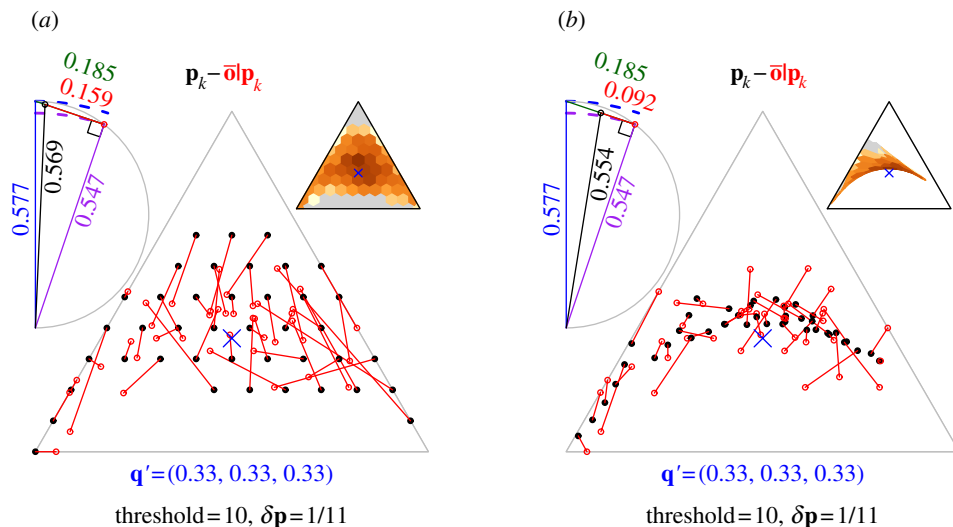 (a)
0.185
0.159
0.577
0.569
0.547
p_k − o̅|p_k
q′ = (0.33, 0.33, 0.33)
threshold = 10, δp = 1/11
(b)
0.185
0.092
0.577
0.554
0.547
p_k − o̅|p_k
q′ = (0.33, 0.33, 0.33)
threshold = 10, δp = 1/11